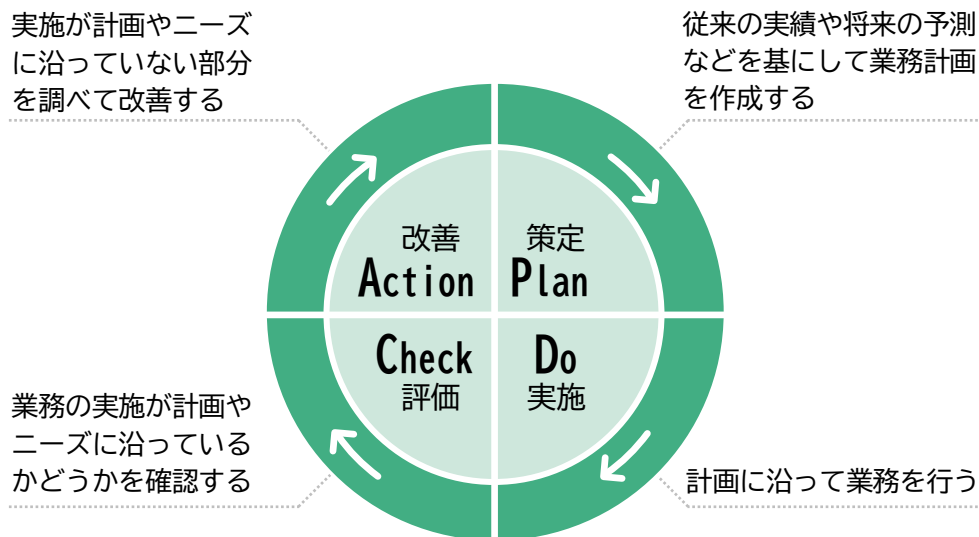 実施が計画やニーズ
に沿っていない部分
を調べて改善する
従来の実績や将来の予測
などを基にして業務計画
を作成する
改善
Action
策定
Plan
Check
評価
Do
実施
業務の実施が計画や
ニーズに沿っている
かどうかを確認する
計画に沿って業務を行う